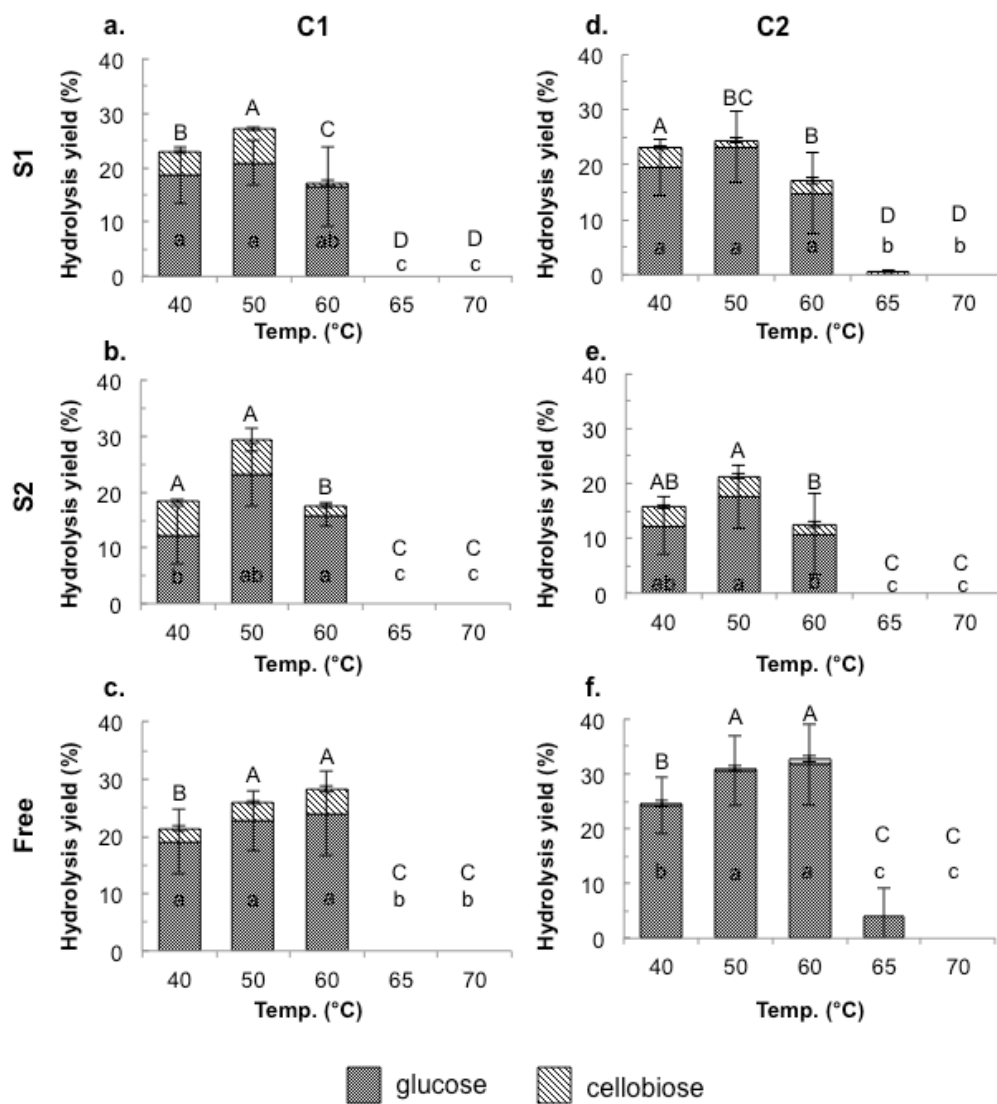 a. C1
S1
Hydrolysis yield (%)
40
30
20
10
0
B A C D D
a a ab c c
40 50 60 65 70
Temp. (°C)
d. C2
Hydrolysis yield (%)
40
30
20
10
0
A BC B D D
a a a b b
40 50 60 65 70
Temp. (°C)
b.
S2
Hydrolysis yield (%)
40
30
20
10
0
A A B C C
b ab a c c
40 50 60 65 70
Temp. (°C)
e.
Hydrolysis yield (%)
40
30
20
10
0
AB A B C C
ab a b c c
40 50 60 65 70
Temp. (°C)
c.
Free
Hydrolysis yield (%)
40
30
20
10
0
B A A C C
a a a b b
40 50 60 65 70
Temp. (°C)
f.
Hydrolysis yield (%)
40
30
20
10
0
B A A C C
b a a c c
40 50 60 65 70
Temp. (°C)
glucose cellobiose